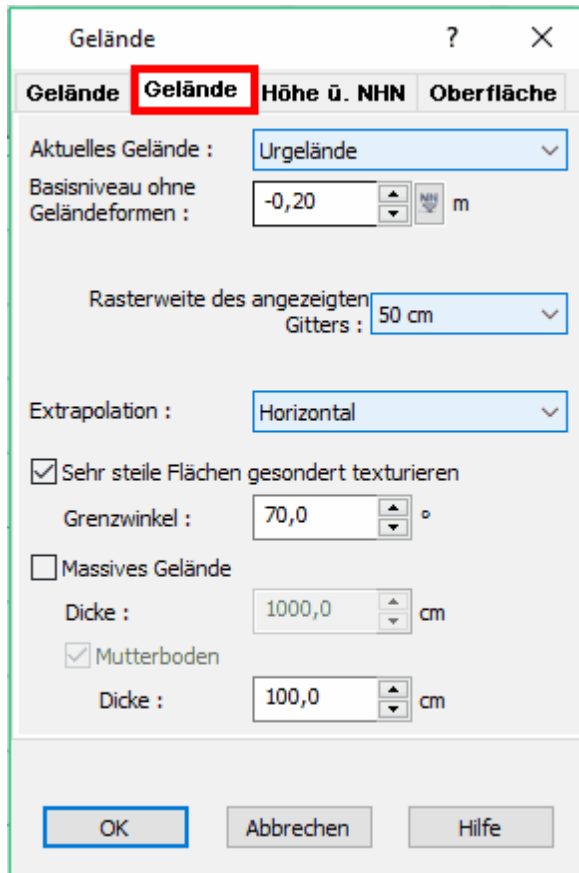 Gelände ?
Gelände Gelände Höhe ü. NHN Oberfläche
Aktuelles Gelände : Urgelände
Basisniveau ohne
Geländeformen : -0,20 NN m
Rasterweite des angezeigten
Gitters : 50 cm
Extrapolation : Horizontal
Sehr steile Flächen gesondert texturieren
Grenzwinkel : 70,0 °
Massives Gelände
Dicke : 1000,0 cm
Mutterboden
Dicke : 100,0 cm
OK Abbrechen Hilfe